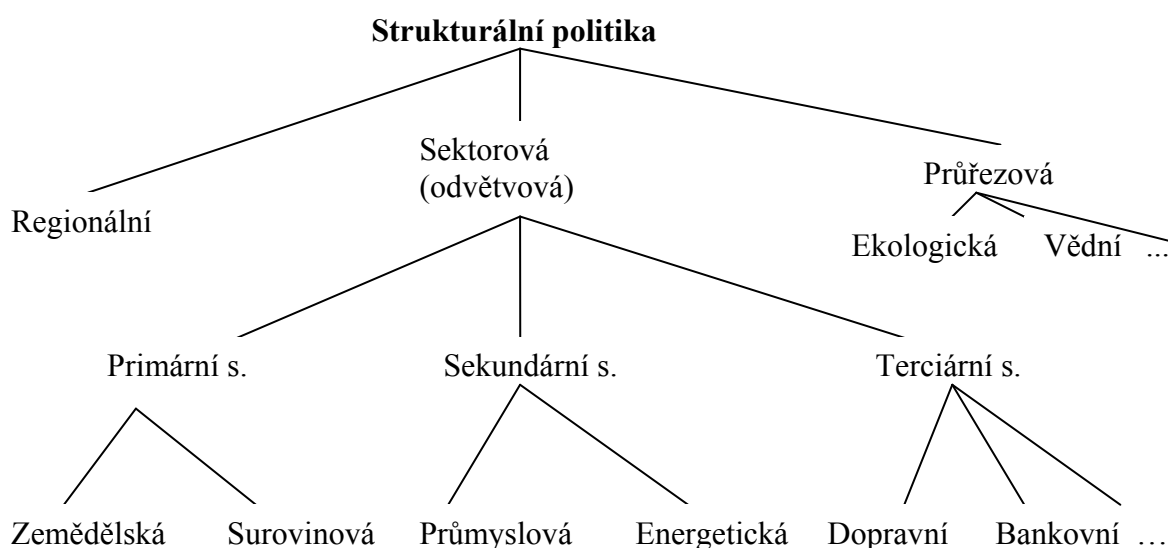 Strukturální politika
Sektorová
(odvětvová)
Průřezová
Regionální
Ekologická Vědní ...
Primární s. Sekundární s. Terciární s.
Zemědělská Surovinová Průmyslová Energetická Dopravní Bankovní …